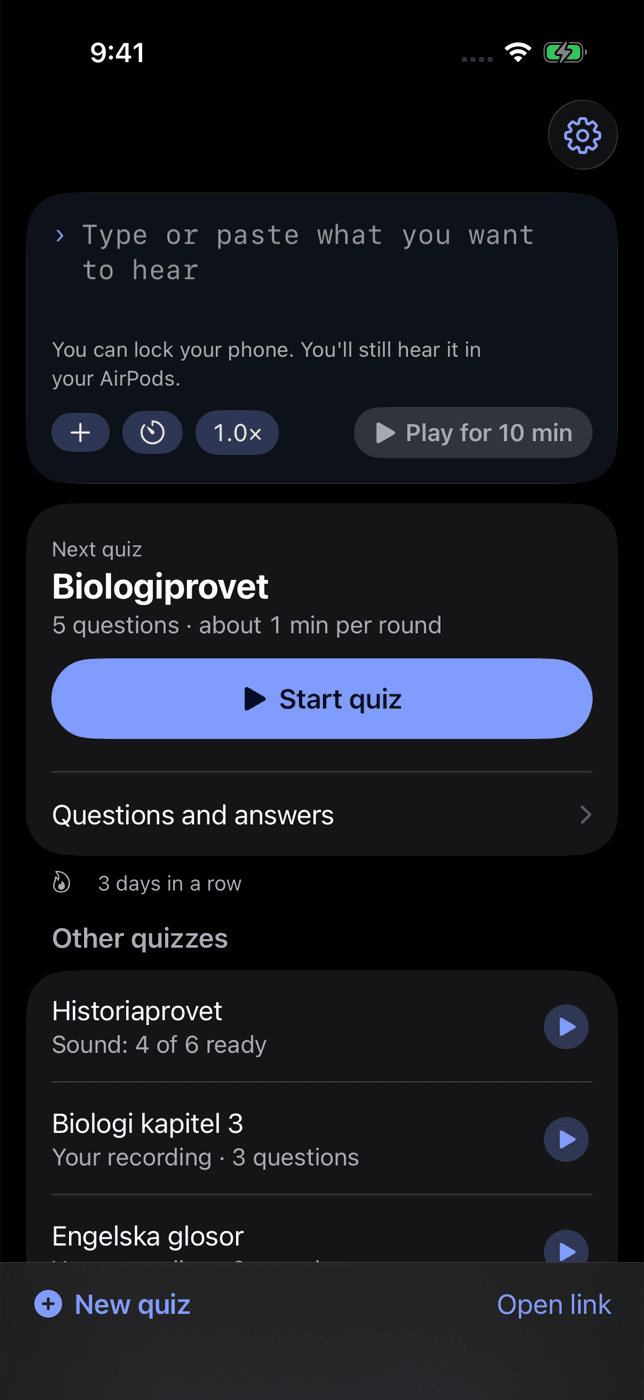 9:41
› Type or paste what you want
to hear
You can lock your phone. You'll still hear it in
your AirPods.
1.0×
Play for 10 min
Next quiz
Biologiprovet
5 questions · about 1 min per round
Start quiz
Questions and answers
3 days in a row
Other quizzes
Historiaprovet
Sound: 4 of 6 ready
Biologi kapitel 3
Your recording · 3 questions
Engelska glosor
New quiz
Open link